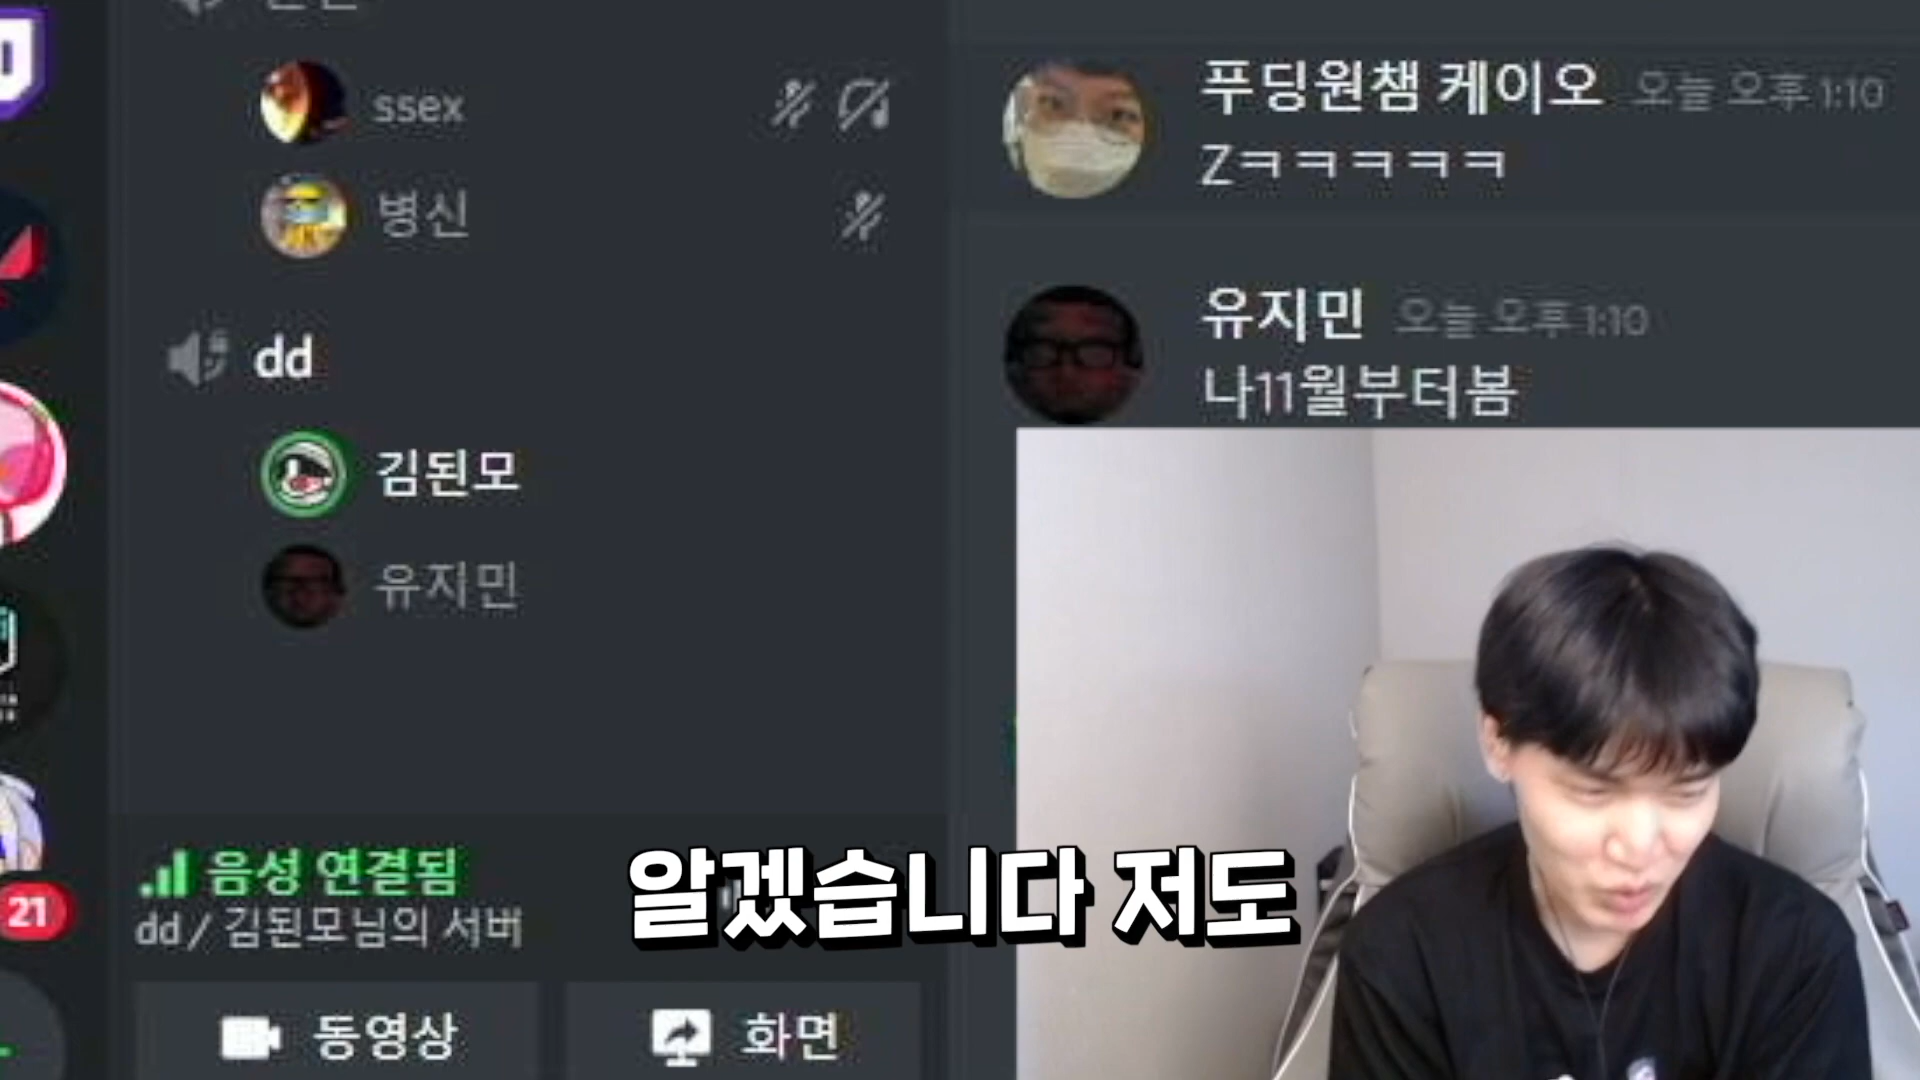 ssex
병신
dd
김된모
유지민
음성 연결됨
dd / 김된모님의 서버
동영상
화면
21
푸딩원챔 케이오 오늘 오후 1:10
Zㅋㅋㅋㅋㅋ
유지민 오늘 오후 1:10
나11월부터봄
알겠습니다 저도